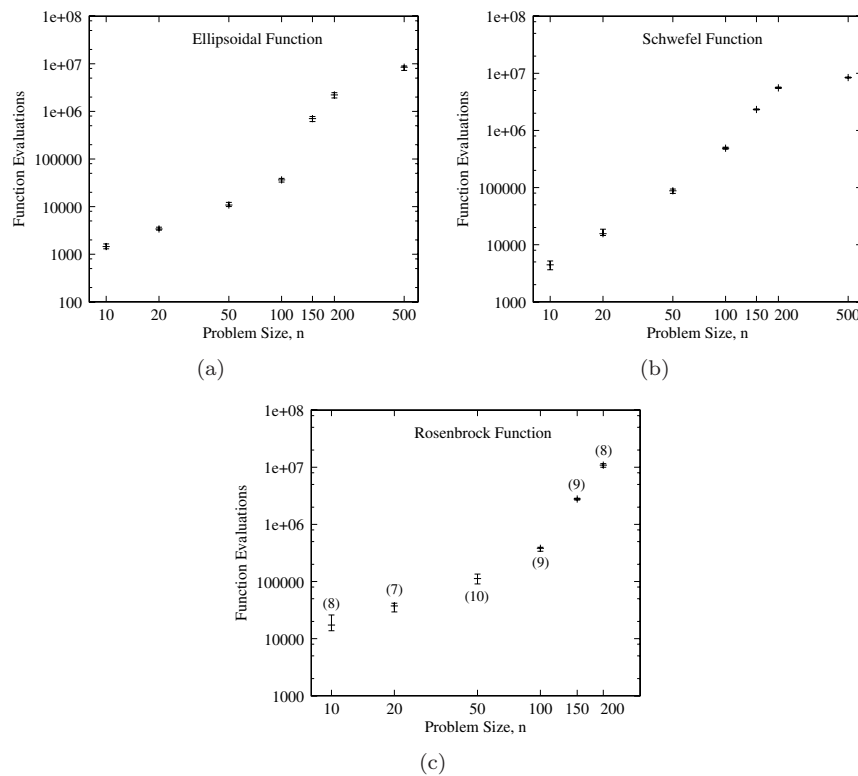 1e+08
1e+07
1e+06
100000
10000
1000
100
Function Evaluations
Ellipsoidal Function
10 20 50 100 150 200 500
Problem Size, n
(a)
1e+08
1e+07
1e+06
100000
10000
1000
Function Evaluations
Schwefel Function
10 20 50 100 150 200 500
Problem Size, n
(b)
1e+08
1e+07
1e+06
100000
10000
1000
Function Evaluations
Rosenbrock Function
(8)
(7)
(10)
(9)
(9)
(8)
10 20 50 100 150 200
Problem Size, n
(c)